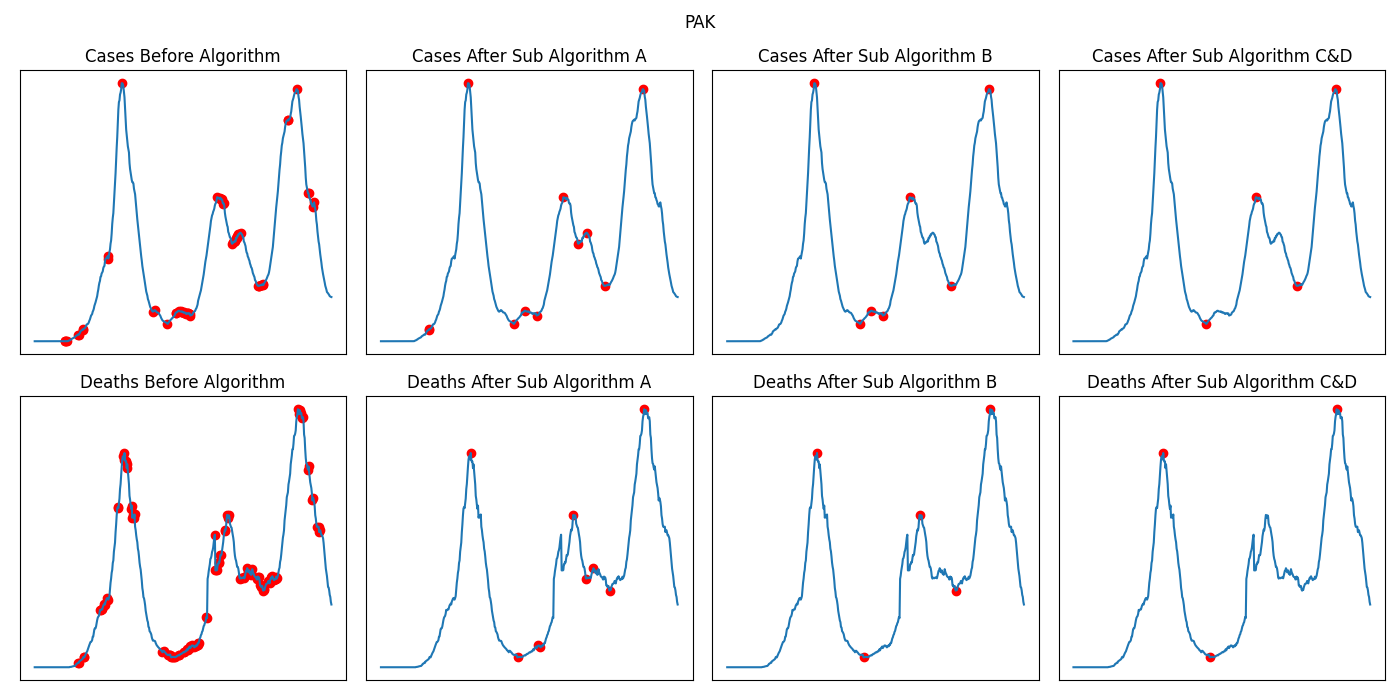 PAK
Cases Before Algorithm
Cases After Sub Algorithm A
Cases After Sub Algorithm B
Cases After Sub Algorithm C&D
Deaths Before Algorithm
Deaths After Sub Algorithm A
Deaths After Sub Algorithm B
Deaths After Sub Algorithm C&D